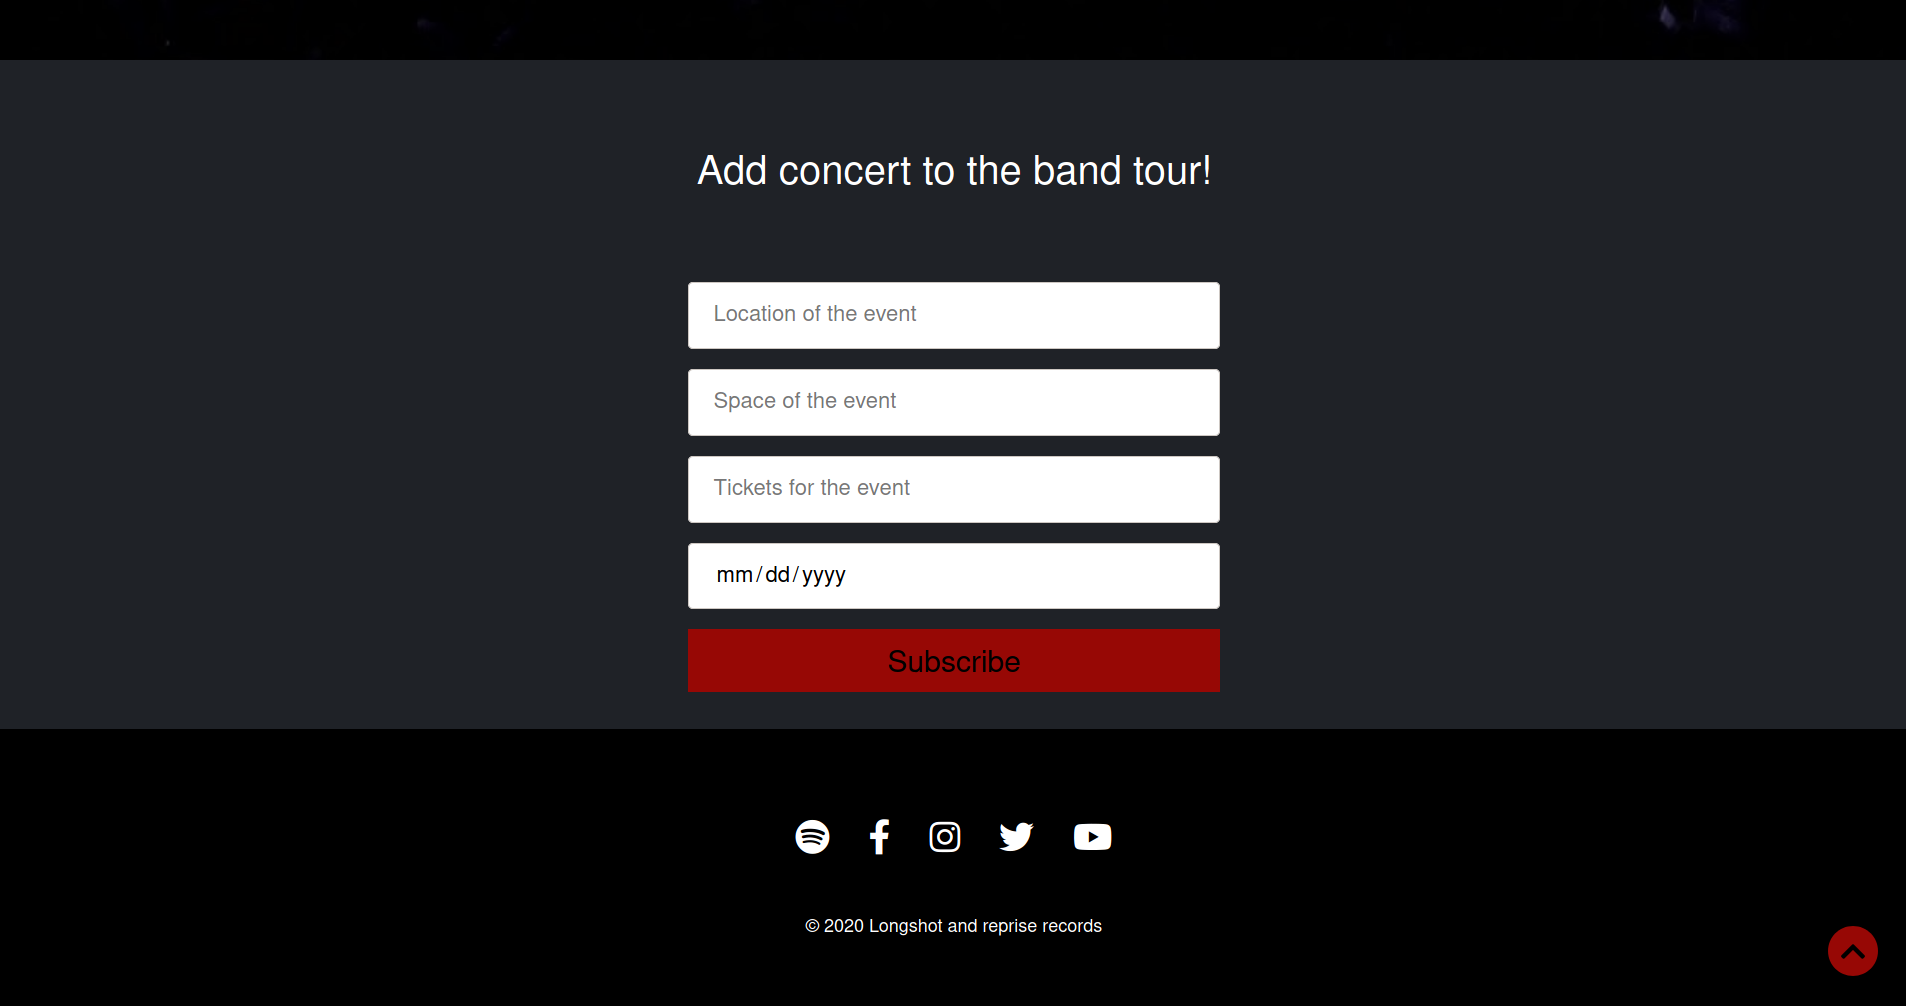 Add concert to the band tour!
Location of the event
Space of the event
Tickets for the event
mm/dd/yyyy
Subscribe
© 2020 Longshot and reprise records